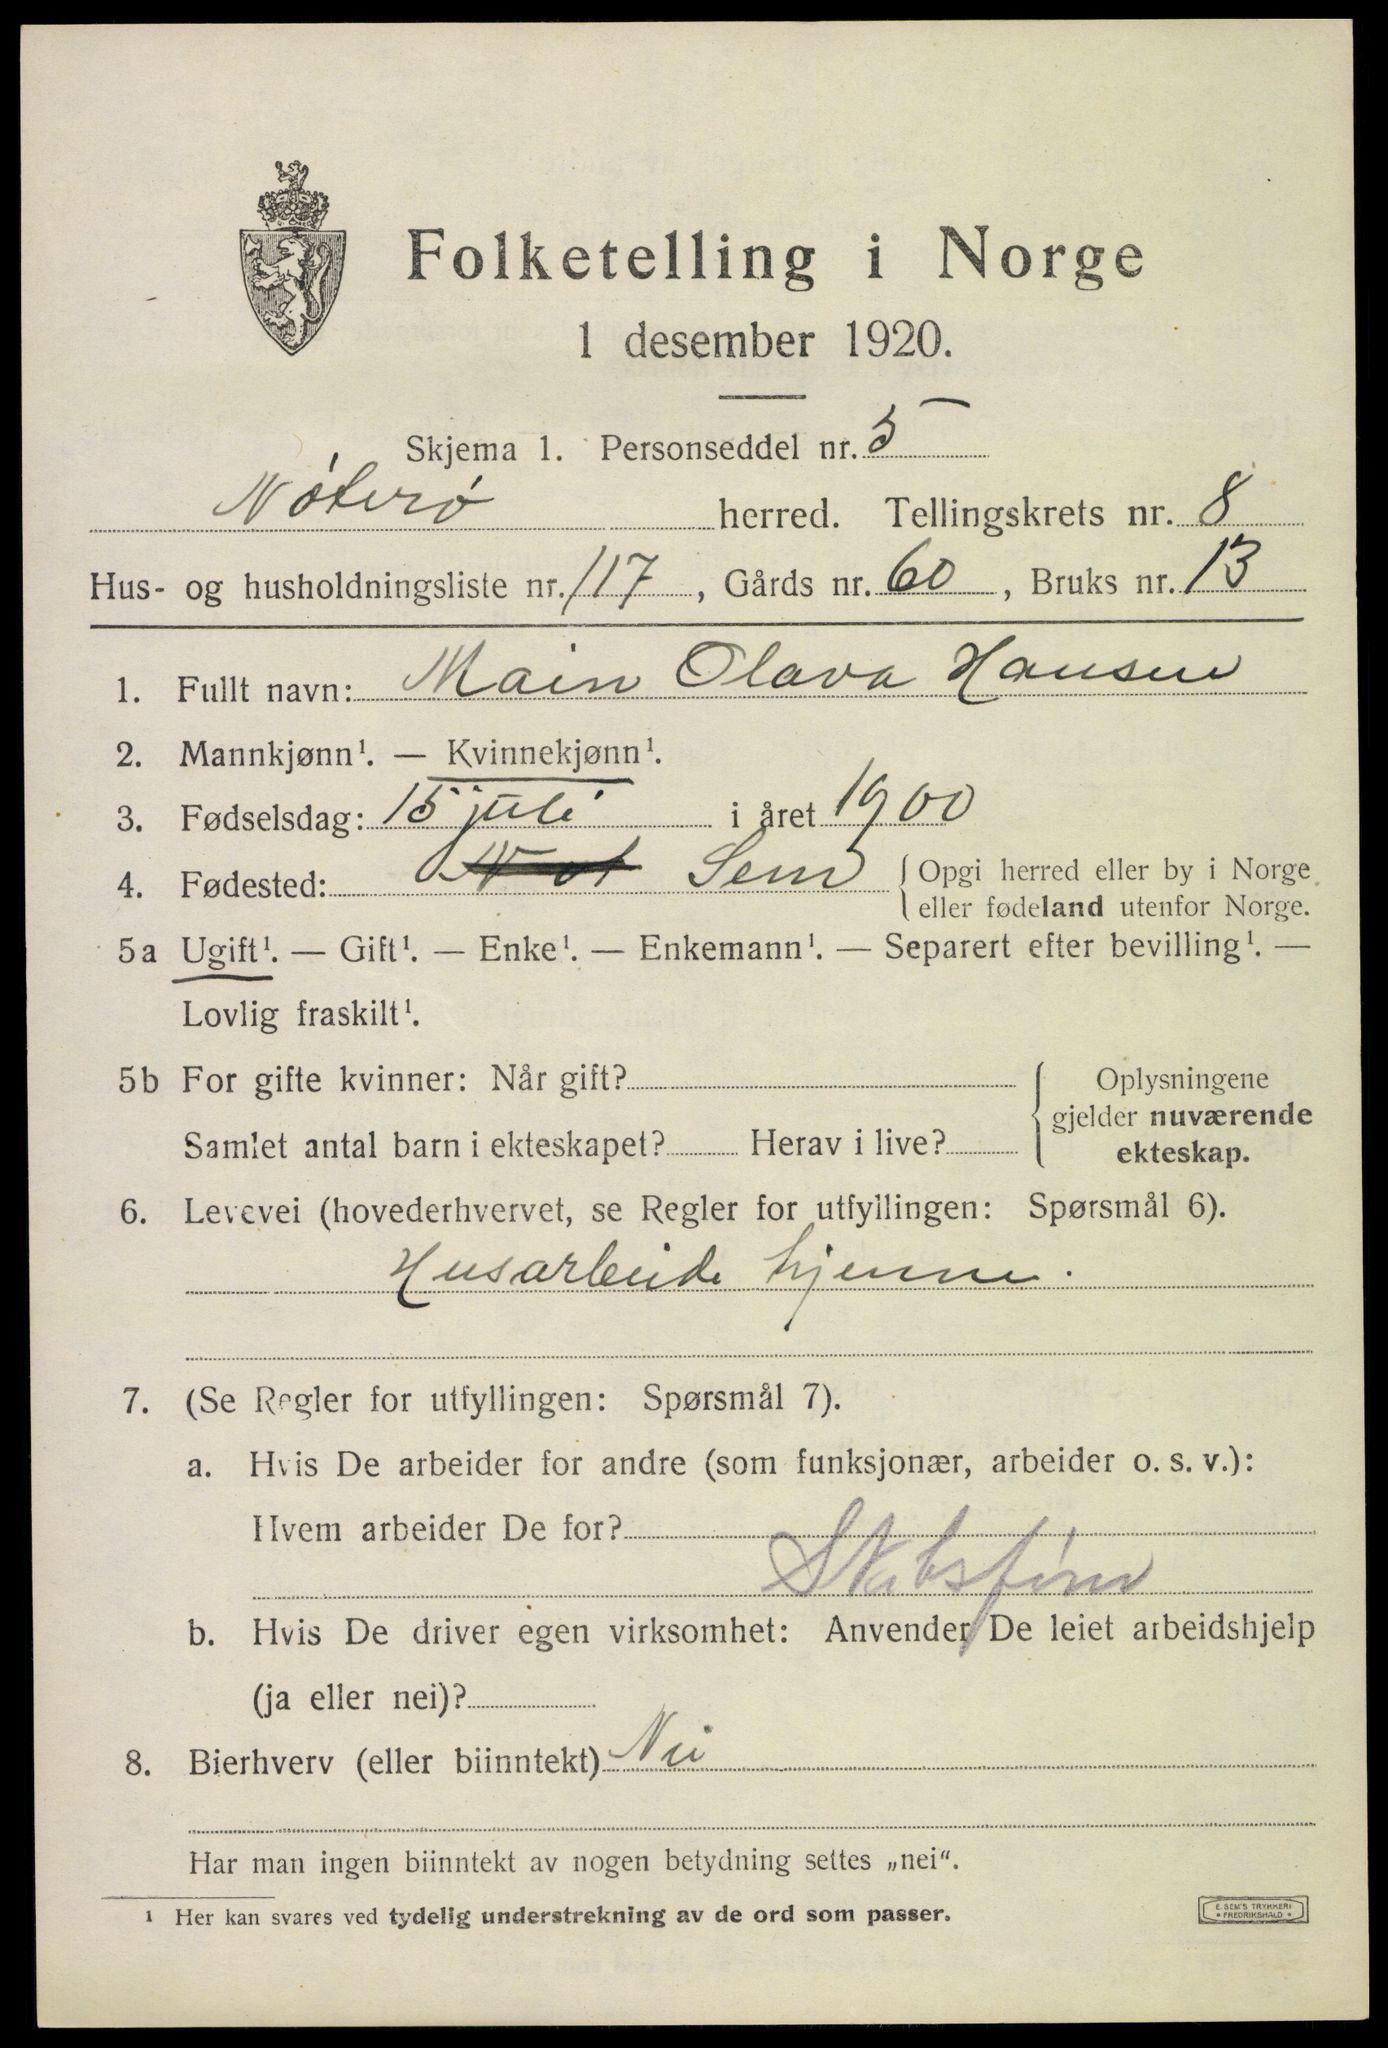 Folketelling i Norge
1 desember 1920.
Skjema 1. Personseddel nr. 5
Nøterø herred. Tellingskrets nr. 8
Hus- og husholdningsliste nr. 117, Gårds nr. 60, Bruks nr. 13
1. Fullt navn: Main Olava Hansen
2. Mannkjønn¹. — Kvinnekjønn¹.
3. Fødselsdag: 15 juli i året 1900
4. Fødested: Sem { Opgi herred eller by i Norge
eller fødeland utenfor Norge.
5a Ugift¹. — Gift¹. — Enke¹. — Enkemann¹. — Separert efter bevilling¹. —
Lovlig fraskilt¹.
5b For gifte kvinner: Når gift? Oplysningene
gjelder nuværende
Samlet antal barn i ekteskapet? Herav i live?
ekteskap.
6. Levevei (hovederhvervet, se Regler for utfyllingen: Spørsmål 6).
Husarbeide hjemme.
7. (Se Regler for utfyllingen: Spørsmål 7).
a. Hvis De arbeider for andre (som funksjonær, arbeider o. s. v.):
Hvem arbeider De for?
b. Hvis De driver egen virksomhet: Anvender De leiet arbeidshjelp
(ja eller nei)?
8. Bierhverv (eller biinntekt) Nei
Har man ingen biinntekt av nogen betydning settes „nei“.
¹ Her kan svares ved tydelig understrekning av de ord som passer.
E. SEM'S TRYKKERI
* FREDRIKSHALD *